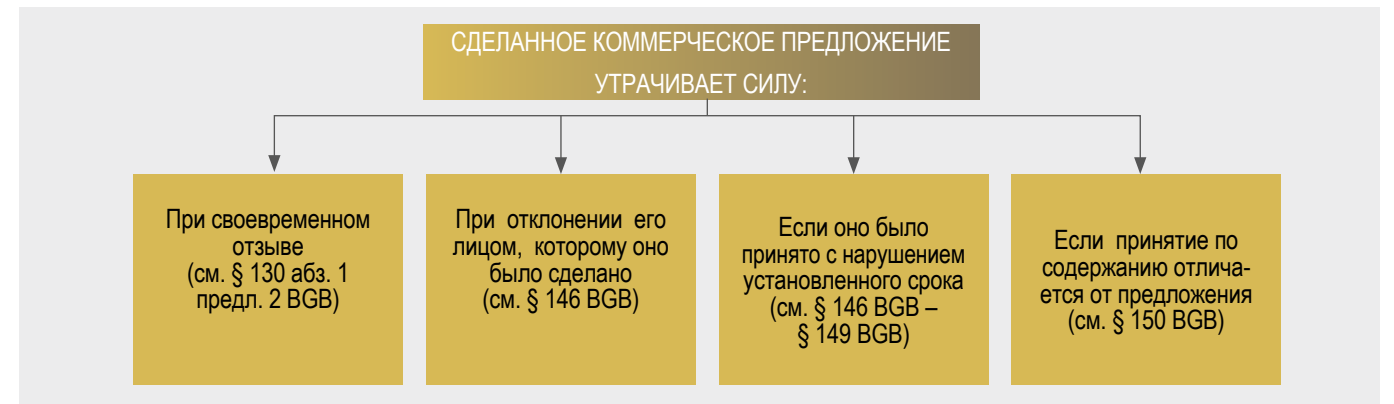 СДЕЛАННОЕ КОММЕРЧЕСКОЕ ПРЕДЛОЖЕНИЕ
УТРАЧИВАЕТ СИЛУ:
При своевременном
отзыве
(см. § 130 абз. 1
предл. 2 BGB)
При отклонении его
лицом, которому оно
было сделано
(см. § 146 BGB)
Если оно было
принято с нарушением
установленного срока
(см. § 146 BGB –
§ 149 BGB)
Если принятие по
содержанию отлича-
ется от предложения
(см. § 150 BGB)